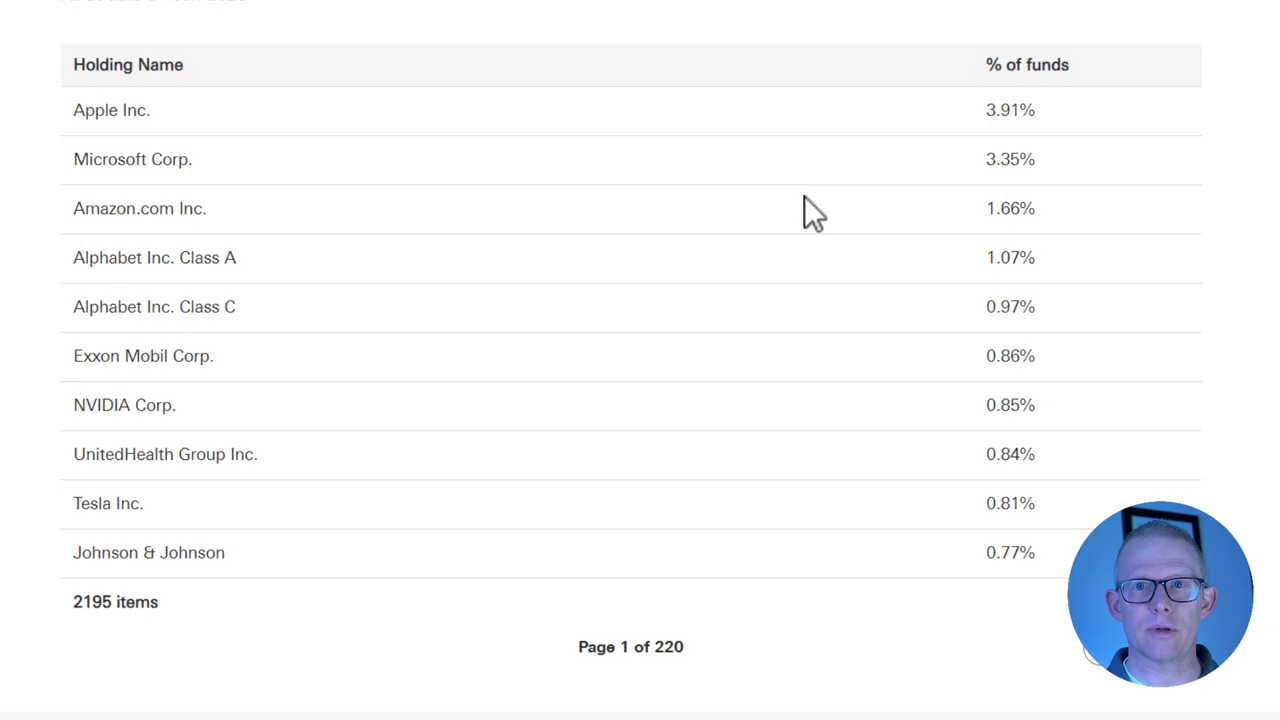 Holding Name % of funds
Apple Inc. 3.91%
Microsoft Corp. 3.35%
Amazon.com Inc. 1.66%
Alphabet Inc. Class A 1.07%
Alphabet Inc. Class C 0.97%
Exxon Mobil Corp. 0.86%
NVIDIA Corp. 0.85%
UnitedHealth Group Inc. 0.84%
Tesla Inc. 0.81%
Johnson & Johnson 0.77%
2195 items
Page 1 of 220